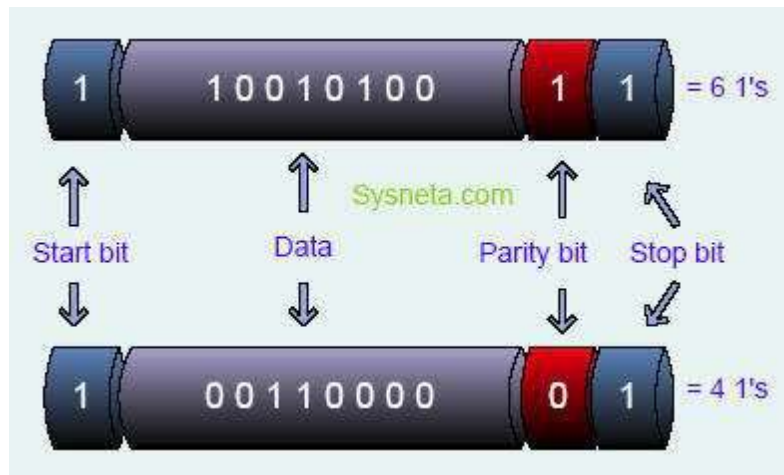 1 10010100 1 1 = 6 1's
Sysneta.com
Start bit Data Parity bit Stop bit
1 00110000 0 1 = 4 1's